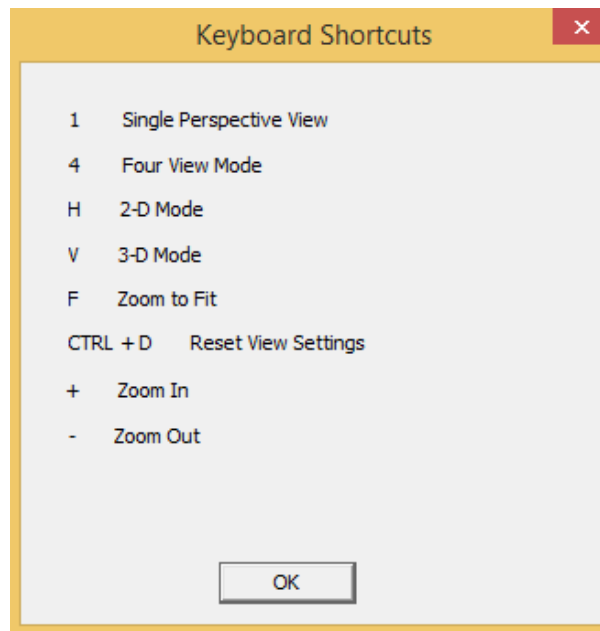 Keyboard Shortcuts
1 Single Perspective View
4 Four View Mode
H 2-D Mode
V 3-D Mode
F Zoom to Fit
CTRL + D Reset View Settings
+ Zoom In
- Zoom Out
OK